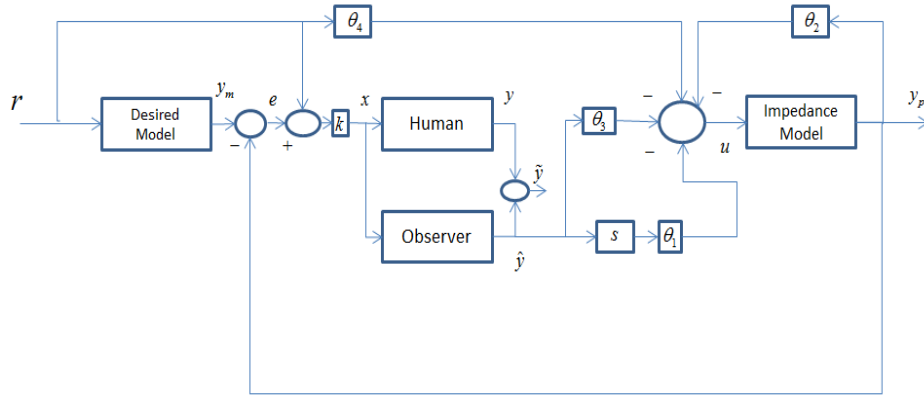 θ₄
θ₂
r
Desired
Model
yₘ
−
e
+
k
x
Human
y
ỹ
Observer
ŷ
θ₃
s
θ₁
−
−
−
−
u
Impedance
Model
yₚ